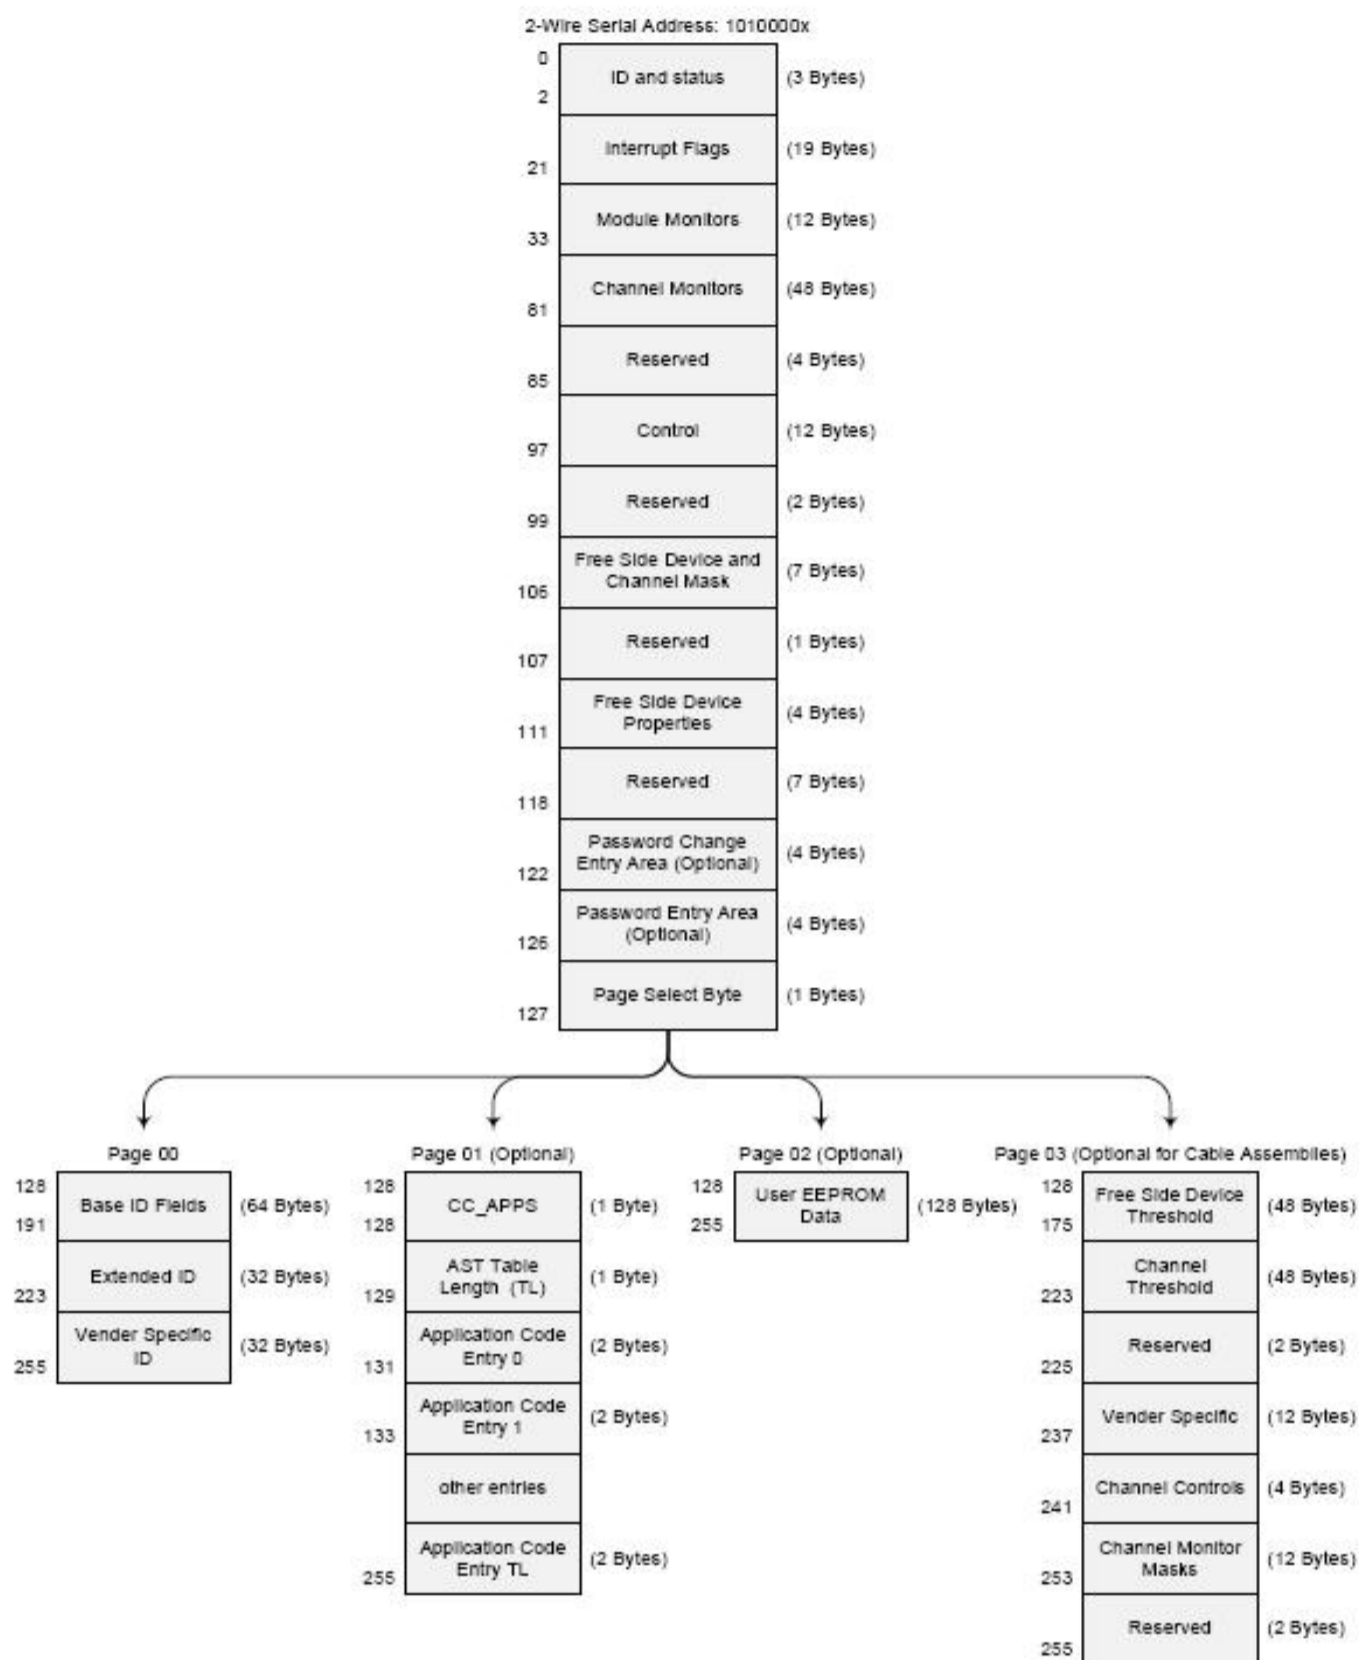 2-Wire Serial Address: 1010000x
0
ID and status
(3 Bytes)
2
Interrupt Flags
(19 Bytes)
21
Module Monitors
(12 Bytes)
33
Channel Monitors
(48 Bytes)
81
Reserved
(4 Bytes)
85
Control
(12 Bytes)
97
Reserved
(2 Bytes)
99
Free Side Device and
Channel Mask
(7 Bytes)
106
Reserved
(1 Bytes)
107
Free Side Device
Properties
(4 Bytes)
111
Reserved
(7 Bytes)
118
Password Change
Entry Area (Optional)
(4 Bytes)
122
Password Entry Area
(Optional)
(4 Bytes)
126
Page Select Byte
(1 Bytes)
127
Page 00
128
Base ID Fields
(64 Bytes)
191
Extended ID
(32 Bytes)
223
Vender Specific
ID
(32 Bytes)
255
Page 01 (Optional)
128
CC_APPS
(1 Byte)
128
AST Table
Length (TL)
(1 Byte)
129
Application Code
Entry 0
(2 Bytes)
131
Application Code
Entry 1
(2 Bytes)
133
other entries
Application Code
Entry TL
(2 Bytes)
255
Page 02 (Optional)
128
User EEPROM
Data
(128 Bytes)
255
Page 03 (Optional for Cable Assemblies)
128
Free Side Device
Threshold
(48 Bytes)
175
Channel
Threshold
(48 Bytes)
223
Reserved
(2 Bytes)
225
Vender Specific
(12 Bytes)
237
Channel Controls
(4 Bytes)
241
Channel Monitor
Masks
(12 Bytes)
253
Reserved
(2 Bytes)
255